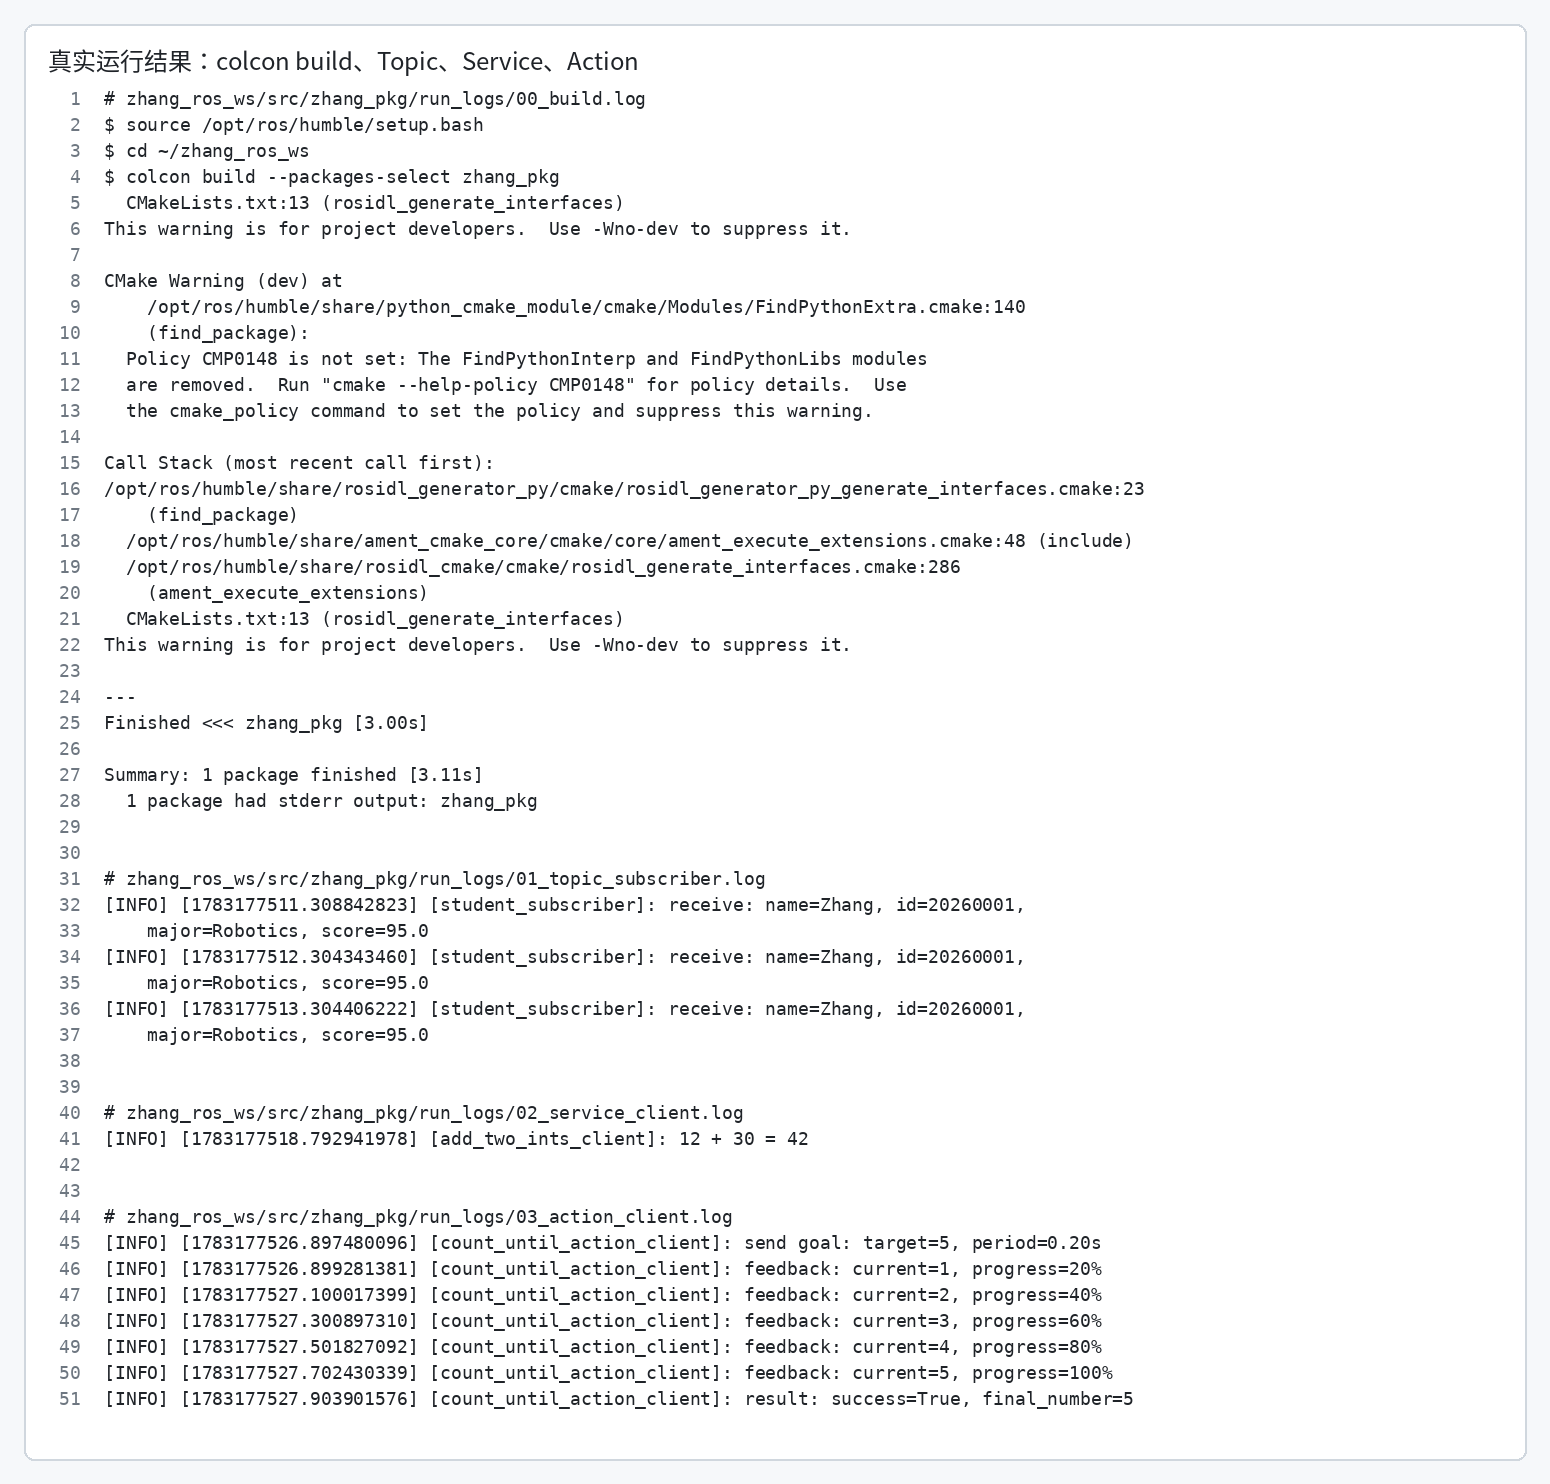 真实运行结果：colcon build、Topic、Service、Action
1 # zhang_ros_ws/src/zhang_pkg/run_logs/00_build.log
2 $ source /opt/ros/humble/setup.bash
3 $ cd ~/zhang_ros_ws
4 $ colcon build --packages-select zhang_pkg
5   CMakeLists.txt:13 (rosidl_generate_interfaces)
6 This warning is for project developers.  Use -Wno-dev to suppress it.
7
8 CMake Warning (dev) at
9     /opt/ros/humble/share/python_cmake_module/cmake/Modules/FindPythonExtra.cmake:140
10     (find_package):
11   Policy CMP0148 is not set: The FindPythonInterp and FindPythonLibs modules
12   are removed.  Run "cmake --help-policy CMP0148" for policy details.  Use
13   the cmake_policy command to set the policy and suppress this warning.
14
15 Call Stack (most recent call first):
16 /opt/ros/humble/share/rosidl_generator_py/cmake/rosidl_generator_py_generate_interfaces.cmake:23
17     (find_package)
18   /opt/ros/humble/share/ament_cmake_core/cmake/core/ament_execute_extensions.cmake:48 (include)
19   /opt/ros/humble/share/rosidl_cmake/cmake/rosidl_generate_interfaces.cmake:286
20     (ament_execute_extensions)
21   CMakeLists.txt:13 (rosidl_generate_interfaces)
22 This warning is for project developers.  Use -Wno-dev to suppress it.
23
24 ---
25 Finished <<< zhang_pkg [3.00s]
26
27 Summary: 1 package finished [3.11s]
28   1 package had stderr output: zhang_pkg
29
30
31 # zhang_ros_ws/src/zhang_pkg/run_logs/01_topic_subscriber.log
32 [INFO] [1783177511.308842823] [student_subscriber]: receive: name=Zhang, id=20260001,
33     major=Robotics, score=95.0
34 [INFO] [1783177512.304343460] [student_subscriber]: receive: name=Zhang, id=20260001,
35     major=Robotics, score=95.0
36 [INFO] [1783177513.304406222] [student_subscriber]: receive: name=Zhang, id=20260001,
37     major=Robotics, score=95.0
38
39
40 # zhang_ros_ws/src/zhang_pkg/run_logs/02_service_client.log
41 [INFO] [1783177518.792941978] [add_two_ints_client]: 12 + 30 = 42
42
43
44 # zhang_ros_ws/src/zhang_pkg/run_logs/03_action_client.log
45 [INFO] [1783177526.897480096] [count_until_action_client]: send goal: target=5, period=0.20s
46 [INFO] [1783177526.899281381] [count_until_action_client]: feedback: current=1, progress=20%
47 [INFO] [1783177527.100017399] [count_until_action_client]: feedback: current=2, progress=40%
48 [INFO] [1783177527.300897310] [count_until_action_client]: feedback: current=3, progress=60%
49 [INFO] [1783177527.501827092] [count_until_action_client]: feedback: current=4, progress=80%
50 [INFO] [1783177527.702430339] [count_until_action_client]: feedback: current=5, progress=100%
51 [INFO] [1783177527.903901576] [count_until_action_client]: result: success=True, final_number=5